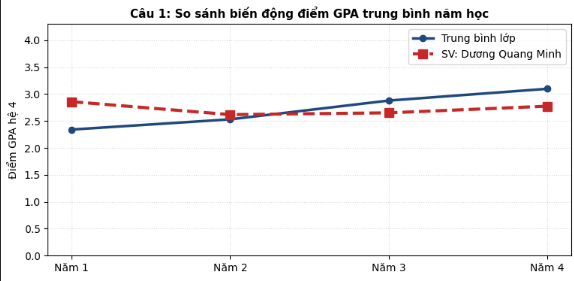 Câu 1: So sánh biến động điểm GPA trung bình năm học
Trung bình lớp
SV: Dương Quang Minh
Điểm GPA hệ 4
4.0
3.5
3.0
2.5
2.0
1.5
1.0
0.5
0.0
Năm 1 Năm 2 Năm 3 Năm 4